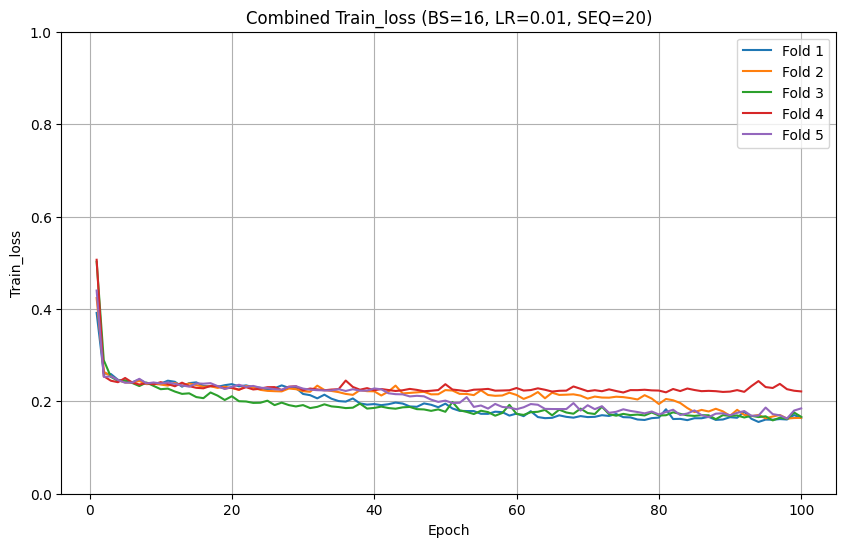 Combined Train_loss (BS=16, LR=0.01, SEQ=20)
Train_loss
1.0
0.8
0.6
0.4
0.2
0.0
Fold 1
Fold 2
Fold 3
Fold 4
Fold 5
0 20 40 60 80 100
Epoch